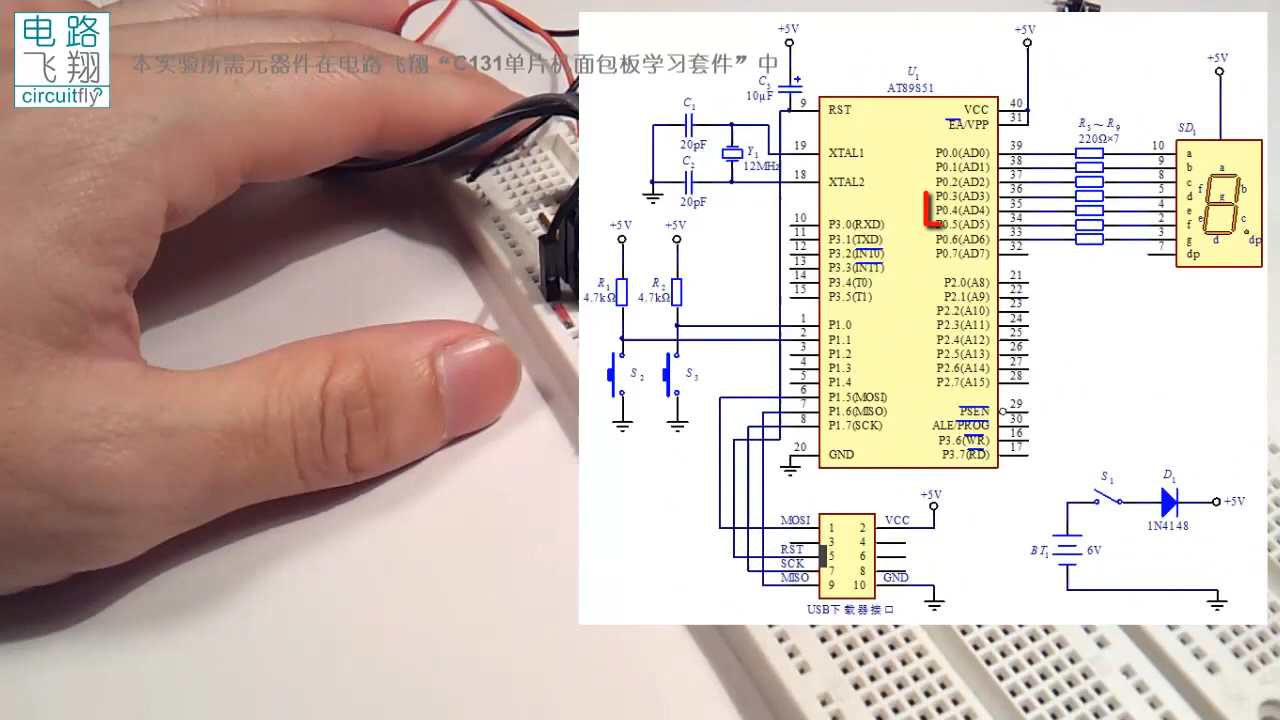 电路
飞翔
circuitfly
本实验所需元器件在电路飞翔“C131单片机面包板学习套件”中
+5V
+5V
+5V
C3
10μF
U1
AT89S51
C1
20pF
Y1
12MHz
C2
20pF
+5V
+5V
R1
4.7kΩ
R2
4.7kΩ
S2
S3
9 RST
19 XTAL1
18 XTAL2
10 P3.0(RXD)
11 P3.1(TXD)
12 P3.2(INT0)
13 P3.3(INT1)
14 P3.4(T0)
15 P3.5(T1)
1 P1.0
2 P1.1
3 P1.2
4 P1.3
5 P1.4
6 P1.5(MOSI)
7 P1.6(MISO)
8 P1.7(SCK)
20 GND
VCC 40
EA/VPP 31
P0.0(AD0) 39
P0.1(AD1) 38
P0.2(AD2) 37
P0.3(AD3) 36
P0.4(AD4) 35
P0.5(AD5) 34
P0.6(AD6) 33
P0.7(AD7) 32
P2.0(A8) 21
P2.1(A9) 22
P2.2(A10) 23
P2.3(A11) 24
P2.4(A12) 25
P2.5(A13) 26
P2.6(A14) 27
P2.7(A15) 28
PSEN 29
ALE/PROG 30
P3.6(WR) 16
P3.7(RD) 17
R3～R9
220Ω×7
SD1
10 a
9 b
8 c
5 d
4 e
2 f
3 g
7 dp
a
f b
g
e c
d dp
MOSI 1 2 VCC
3 4
RST 5 6
SCK 7 8
MISO 9 10 GND
+5V
USB下载器接口
S1
D1
1N4148
+5V
BT1
6V